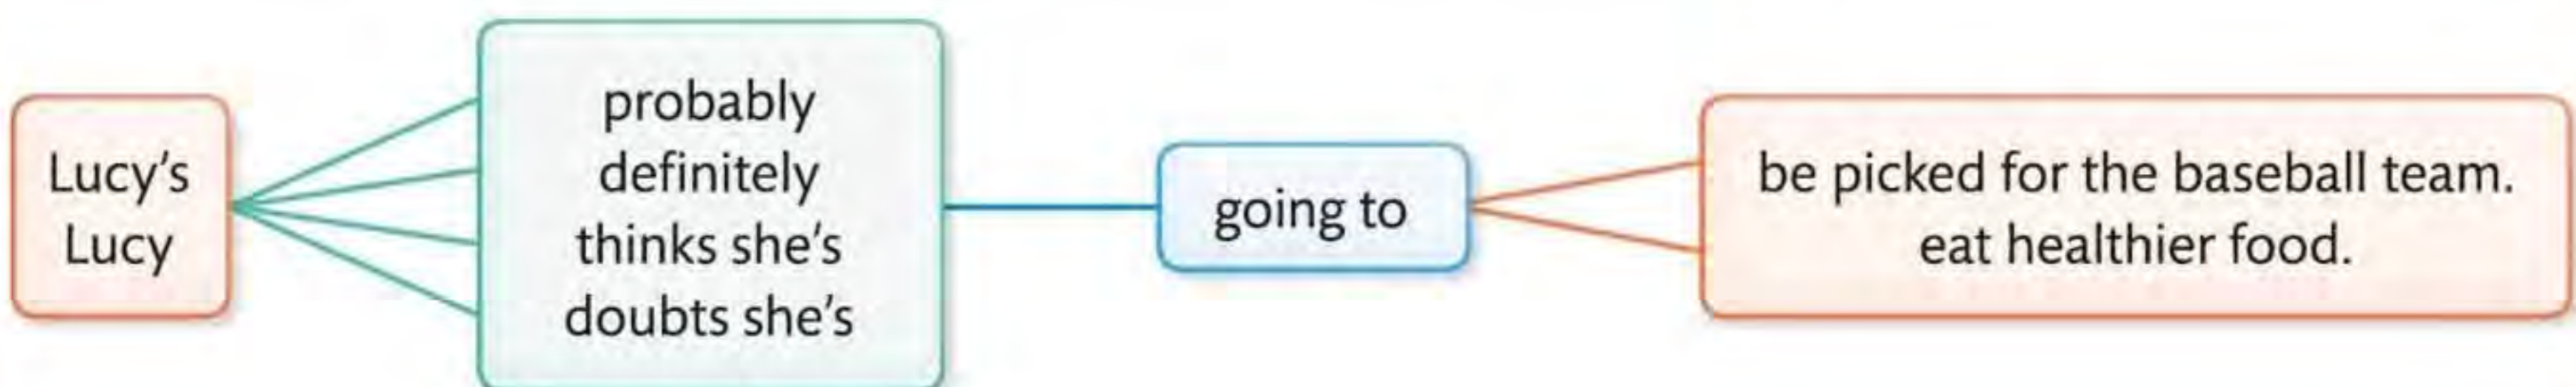 Lucy's
Lucy
probably
definitely
thinks she's
doubts she's
going to
be picked for the baseball team.
eat healthier food.